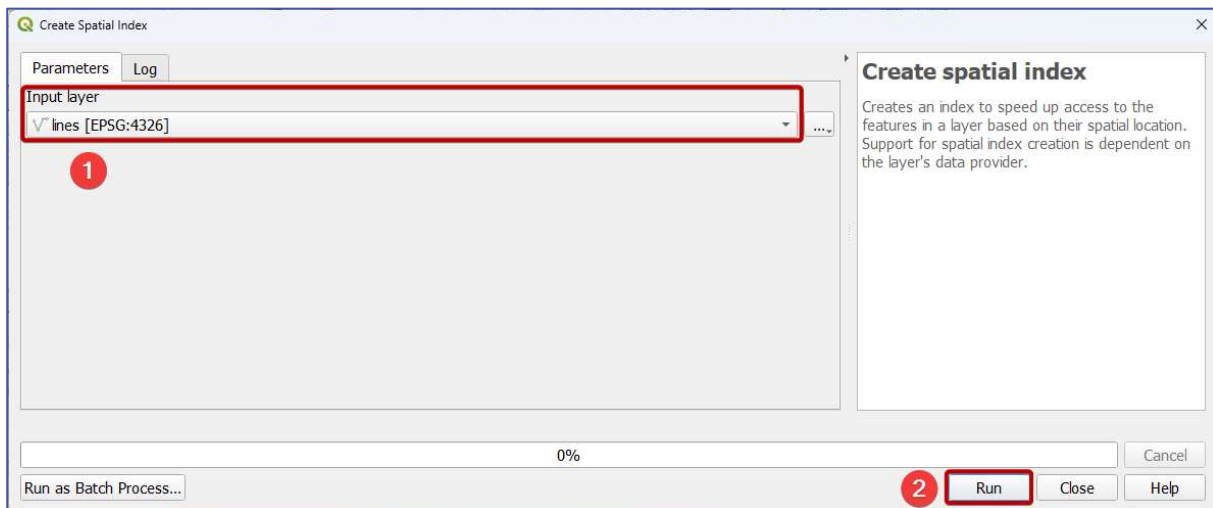 Create Spatial Index
Parameters
Log
Input layer
lines [EPSG:4326]
...
1
Create spatial index
Creates an index to speed up access to the
features in a layer based on their spatial location.
Support for spatial index creation is dependent on
the layer's data provider.
0%
Cancel
Run as Batch Process...
2
Run
Close
Help